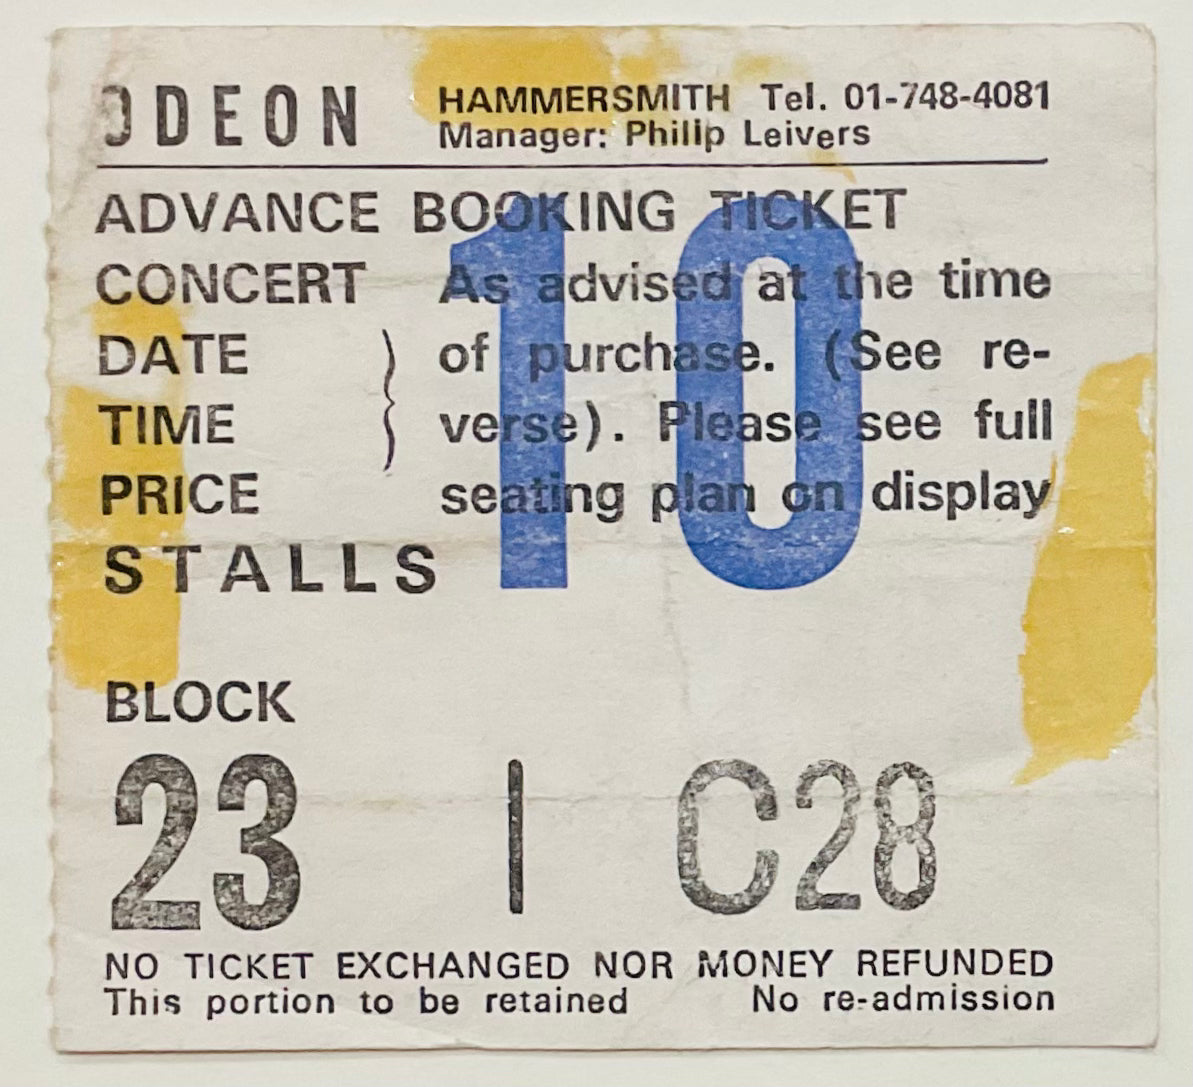 ODEON HAMMERSMITH Tel. 01-748-4081
Manager: Philip Leivers
ADVANCE BOOKING TICKET
CONCERT As advised at the time
DATE } of purchase. (See re-
TIME verse). Please see full
PRICE seating plan on display
STALLS
10
BLOCK
23 | C28
NO TICKET EXCHANGED NOR MONEY REFUNDED
This portion to be retained No re-admission